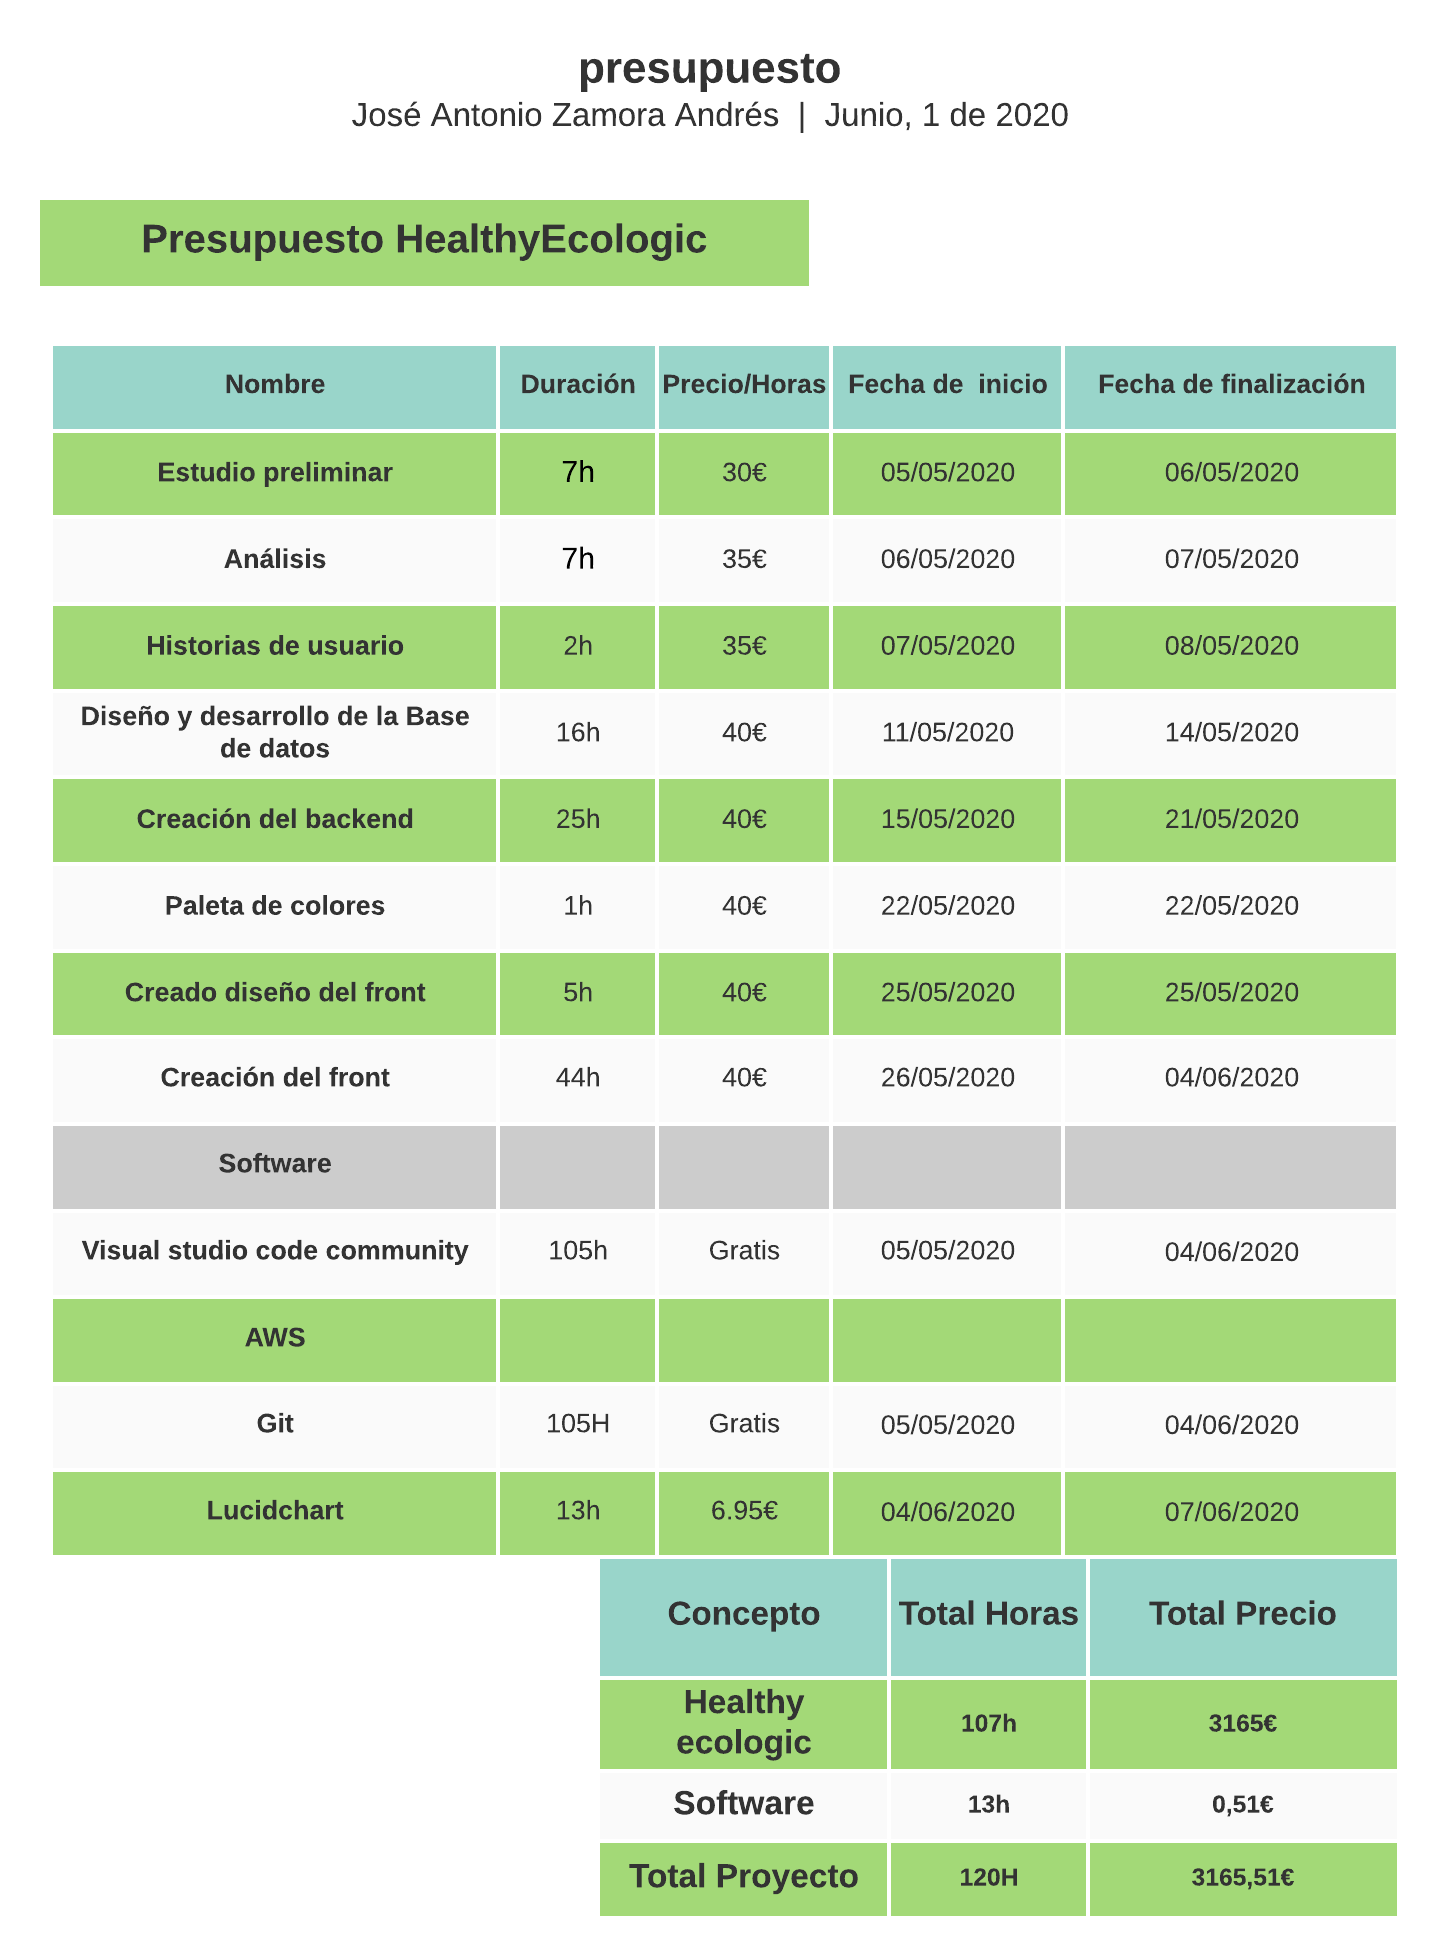 presupuesto
José Antonio Zamora Andrés | Junio, 1 de 2020
Presupuesto HealthyEcologic
Nombre Duración Precio/Horas Fecha de inicio Fecha de finalización
Estudio preliminar 7h 30€ 05/05/2020 06/05/2020
Análisis 7h 35€ 06/05/2020 07/05/2020
Historias de usuario 2h 35€ 07/05/2020 08/05/2020
Diseño y desarrollo de la Base
de datos 16h 40€ 11/05/2020 14/05/2020
Creación del backend 25h 40€ 15/05/2020 21/05/2020
Paleta de colores 1h 40€ 22/05/2020 22/05/2020
Creado diseño del front 5h 40€ 25/05/2020 25/05/2020
Creación del front 44h 40€ 26/05/2020 04/06/2020
Software
Visual studio code community 105h Gratis 05/05/2020 04/06/2020
AWS
Git 105H Gratis 05/05/2020 04/06/2020
Lucidchart 13h 6.95€ 04/06/2020 07/06/2020
Concepto Total Horas Total Precio
Healthy
ecologic 107h 3165€
Software 13h 0,51€
Total Proyecto 120H 3165,51€